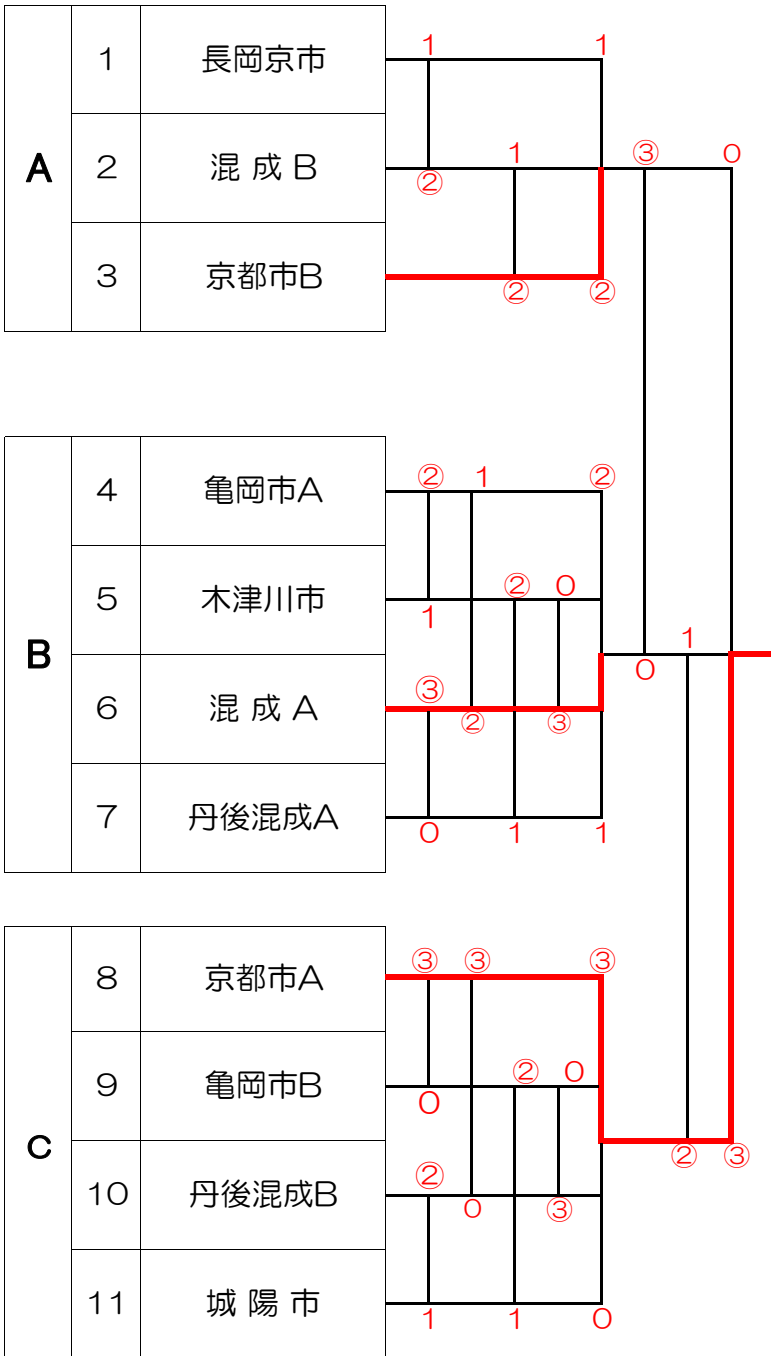 1 1
1 長岡京市
A 2 混成B 1 ③ 0
②
3 京都市B
② ②
4 亀岡市A ② 1 ②
5 木津川市 ② 0
1
B 1
0
6 混成A ③
② ③
7 丹後混成A
0 1 1
③ ③ ③
8 京都市A
9 亀岡市B ② 0
0
C ② ③
10 丹後混成B ②
0 ③
11 城陽市
1 1 0